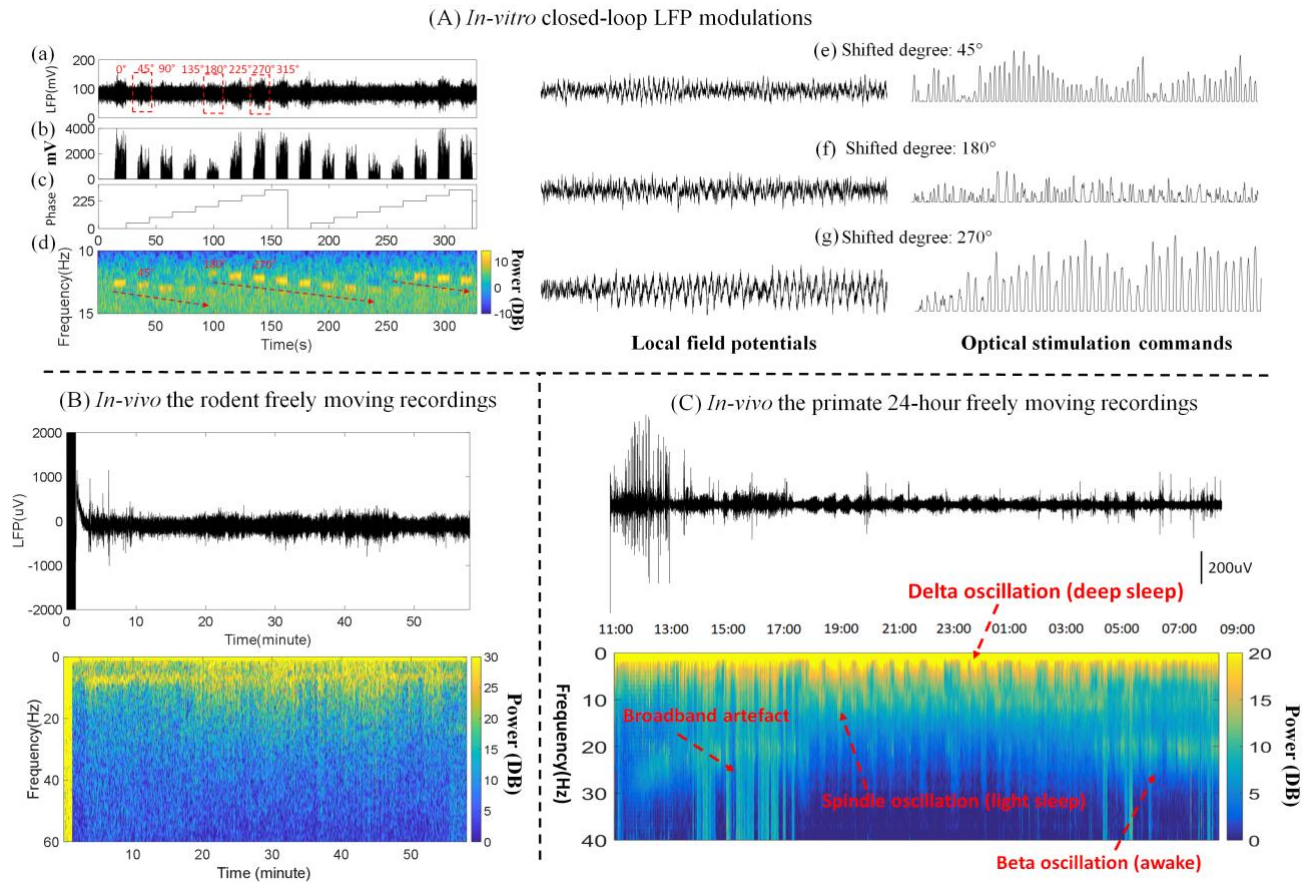 (A) In-vitro closed-loop LFP modulations
(a)
LFP(mV)
200
100
0
0° 45° 90° 135° 180° 225° 270° 315°
(b)
mV
4000
2000
0
(c)
Phase
225
0
0 50 100 150 200 250 300
(d)
Frequency(Hz)
10
15
45°
180°
270°
50 100 150 200 250 300
Time(s)
10
0
-10
Power (DB)
(e) Shifted degree: 45°
(f) Shifted degree: 180°
(g) Shifted degree: 270°
Local field potentials
Optical stimulation commands
(B) In-vivo the rodent freely moving recordings
LFP(uV)
2000
1000
0
-1000
-2000
0 10 20 30 40 50
Time(minute)
Frequency(Hz)
0
20
40
60
10 20 30 40 50
Time (minute)
30
25
20
15
10
5
0
Power (DB)
(C) In-vivo the primate 24-hour freely moving recordings
200uV
Delta oscillation (deep sleep)
11:00 13:00 15:00 17:00 19:00 21:00 23:00 01:00 03:00 05:00 07:00 09:00
Frequency(Hz)
0
10
20
30
40
Broadband artefact
Spindle oscillation (light sleep)
Beta oscillation (awake)
20
15
10
5
0
Power (DB)